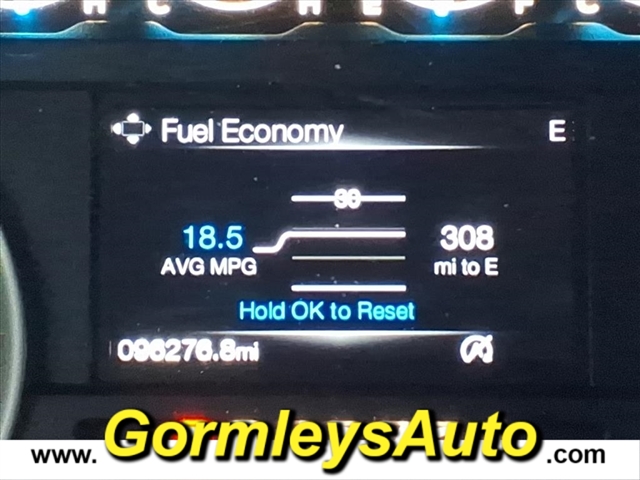 H C H E F C
Fuel Economy E
18.5 308
AVG MPG mi to E
Hold OK to Reset
096276.8mi
www. GormleysAuto .com